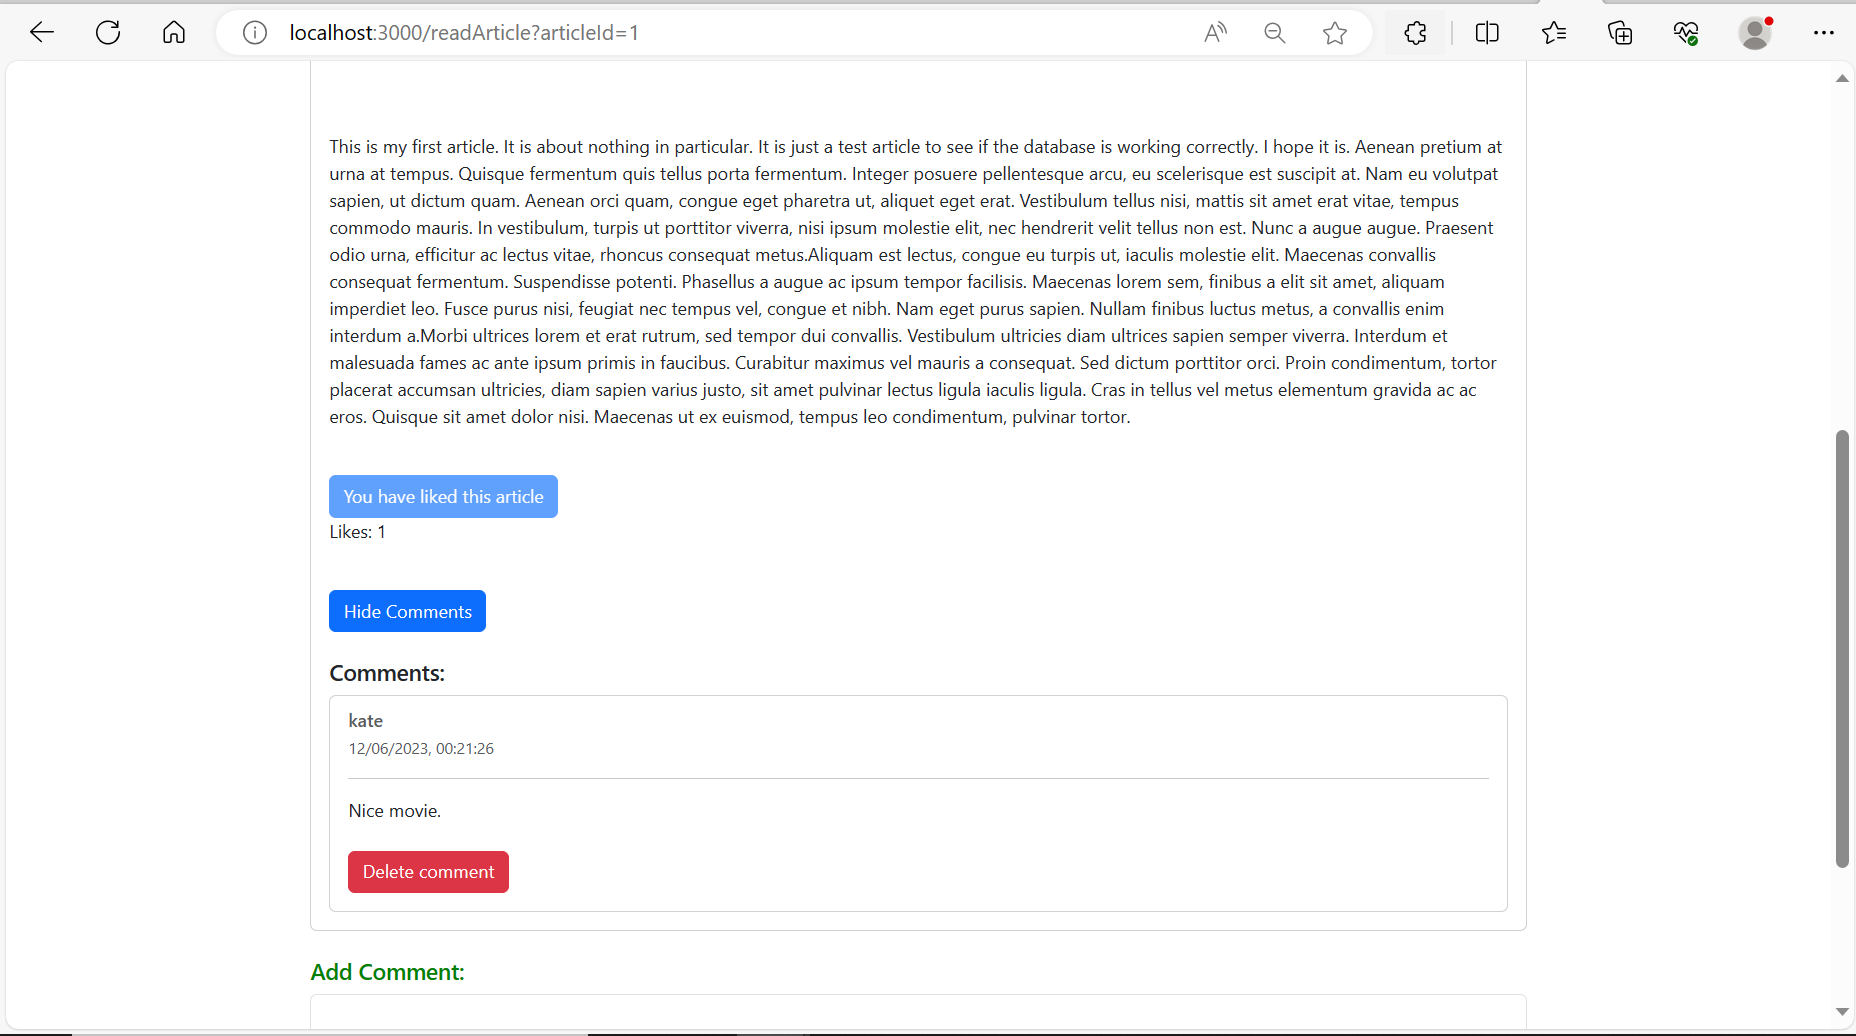 localhost:3000/readArticle?articleId=1
This is my first article. It is about nothing in particular. It is just a test article to see if the database is working correctly. I hope it is. Aenean pretium at
urna at tempus. Quisque fermentum quis tellus porta fermentum. Integer posuere pellentesque arcu, eu scelerisque est suscipit at. Nam eu volutpat
sapien, ut dictum quam. Aenean orci quam, congue eget pharetra ut, aliquet eget erat. Vestibulum tellus nisi, mattis sit amet erat vitae, tempus
commodo mauris. In vestibulum, turpis ut porttitor viverra, nisi ipsum molestie elit, nec hendrerit velit tellus non est. Nunc a augue augue. Praesent
odio urna, efficitur ac lectus vitae, rhoncus consequat metus.Aliquam est lectus, congue eu turpis ut, iaculis molestie elit. Maecenas convallis
consequat fermentum. Suspendisse potenti. Phasellus a augue ac ipsum tempor facilisis. Maecenas lorem sem, finibus a elit sit amet, aliquam
imperdiet leo. Fusce purus nisi, feugiat nec tempus vel, congue et nibh. Nam eget purus sapien. Nullam finibus luctus metus, a convallis enim
interdum a.Morbi ultrices lorem et erat rutrum, sed tempor dui convallis. Vestibulum ultricies diam ultrices sapien semper viverra. Interdum et
malesuada fames ac ante ipsum primis in faucibus. Curabitur maximus vel mauris a consequat. Sed dictum porttitor orci. Proin condimentum, tortor
placerat accumsan ultricies, diam sapien varius justo, sit amet pulvinar lectus ligula iaculis ligula. Cras in tellus vel metus elementum gravida ac ac
eros. Quisque sit amet dolor nisi. Maecenas ut ex euismod, tempus leo condimentum, pulvinar tortor.
You have liked this article
Likes: 1
Hide Comments
Comments:
kate
12/06/2023, 00:21:26
Nice movie.
Delete comment
Add Comment: